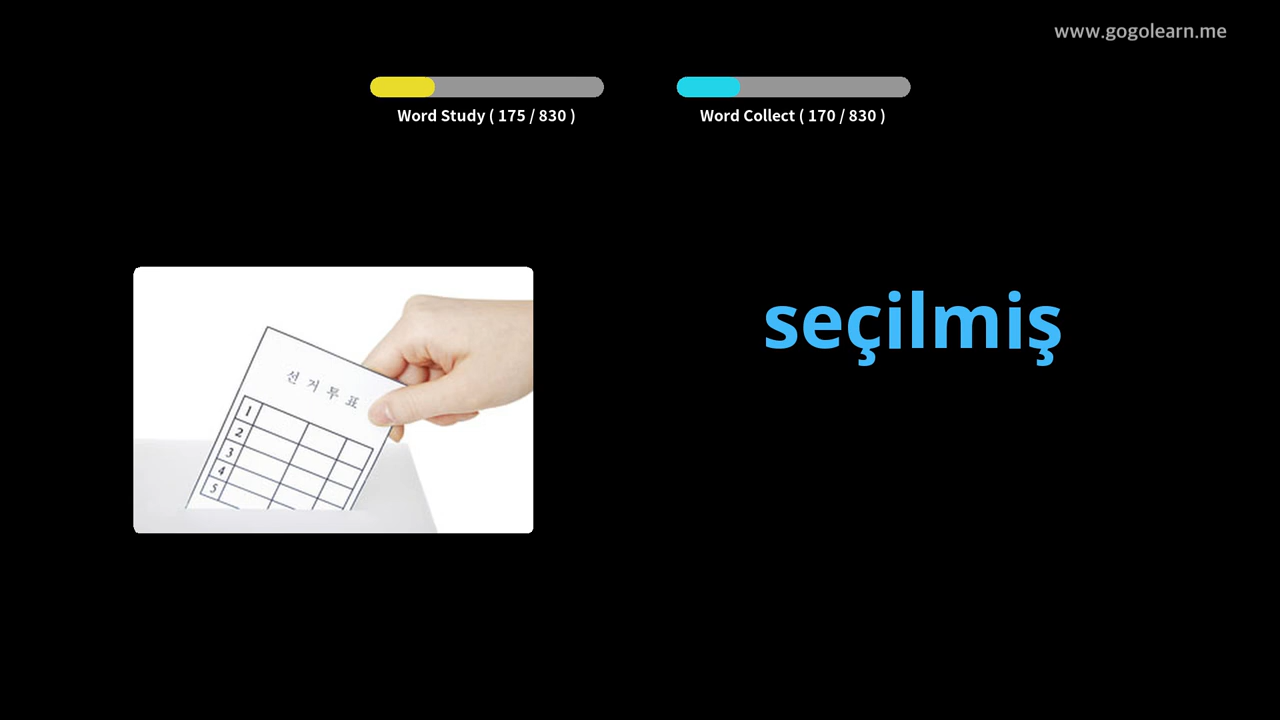 www.gogolearn.me
Word Study ( 175 / 830 )
Word Collect ( 170 / 830 )
seçilmiş
선거투표
1
2
3
4
5